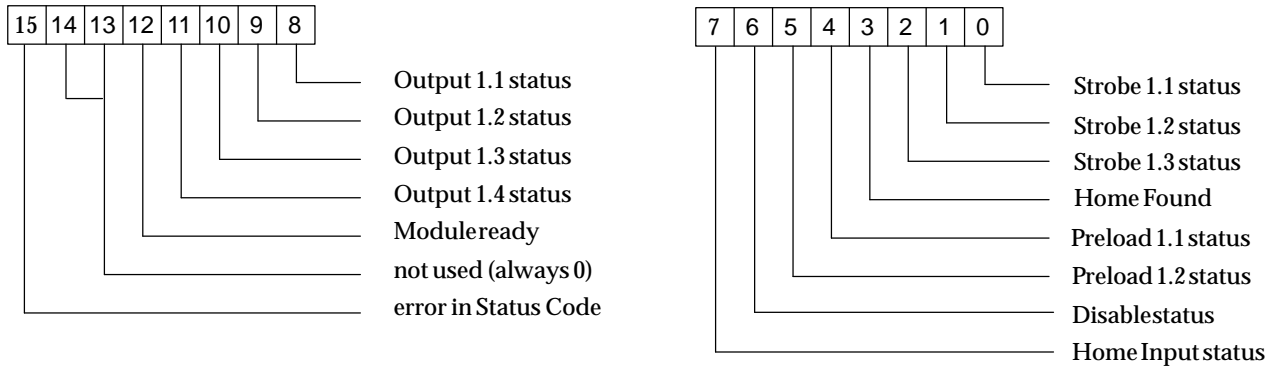 15 14 13 12 11 10 9 8
Output 1.1 status
Output 1.2 status
Output 1.3 status
Output 1.4 status
Moduleready
not used (always 0)
error in Status Code
7 6 5 4 3 2 1 0
Strobe 1.1 status
Strobe 1.2 status
Strobe 1.3 status
Home Found
Preload 1.1 status
Preload 1.2 status
Disablestatus
Home Input status